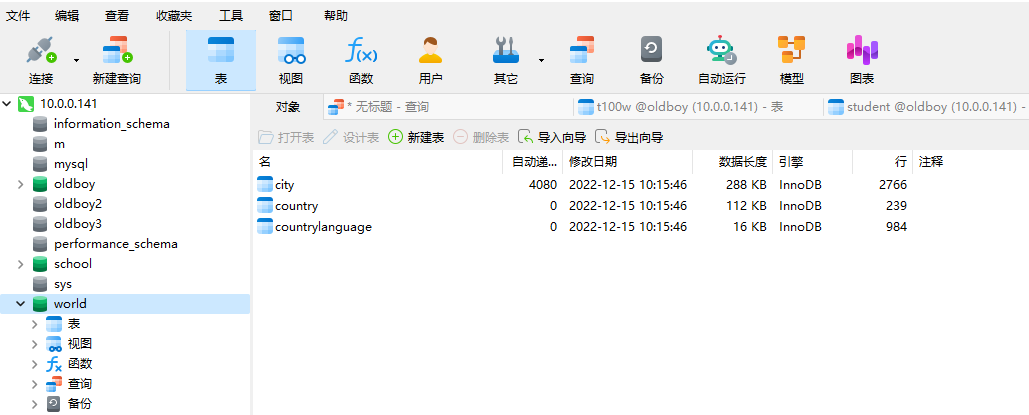 文件 编辑 查看 收藏夹 工具 窗口 帮助
连接 新建查询 表 视图 函数 用户 其它 查询 备份 自动运行 模型 图表
10.0.0.141
information_schema
m
mysql
oldboy
oldboy2
oldboy3
performance_schema
school
sys
world
表
视图
函数
查询
备份
对象 * 无标题 - 查询 t100w @oldboy (10.0.0.141) - 表 student @oldboy (10.0.0.141) -
打开表 设计表 新建表 删除表 导入向导 导出向导
名 自动递... 修改日期 数据长度 引擎 行 注释
city 4080 2022-12-15 10:15:46 288 KB InnoDB 2766
country 0 2022-12-15 10:15:46 112 KB InnoDB 239
countrylanguage 0 2022-12-15 10:15:46 16 KB InnoDB 984